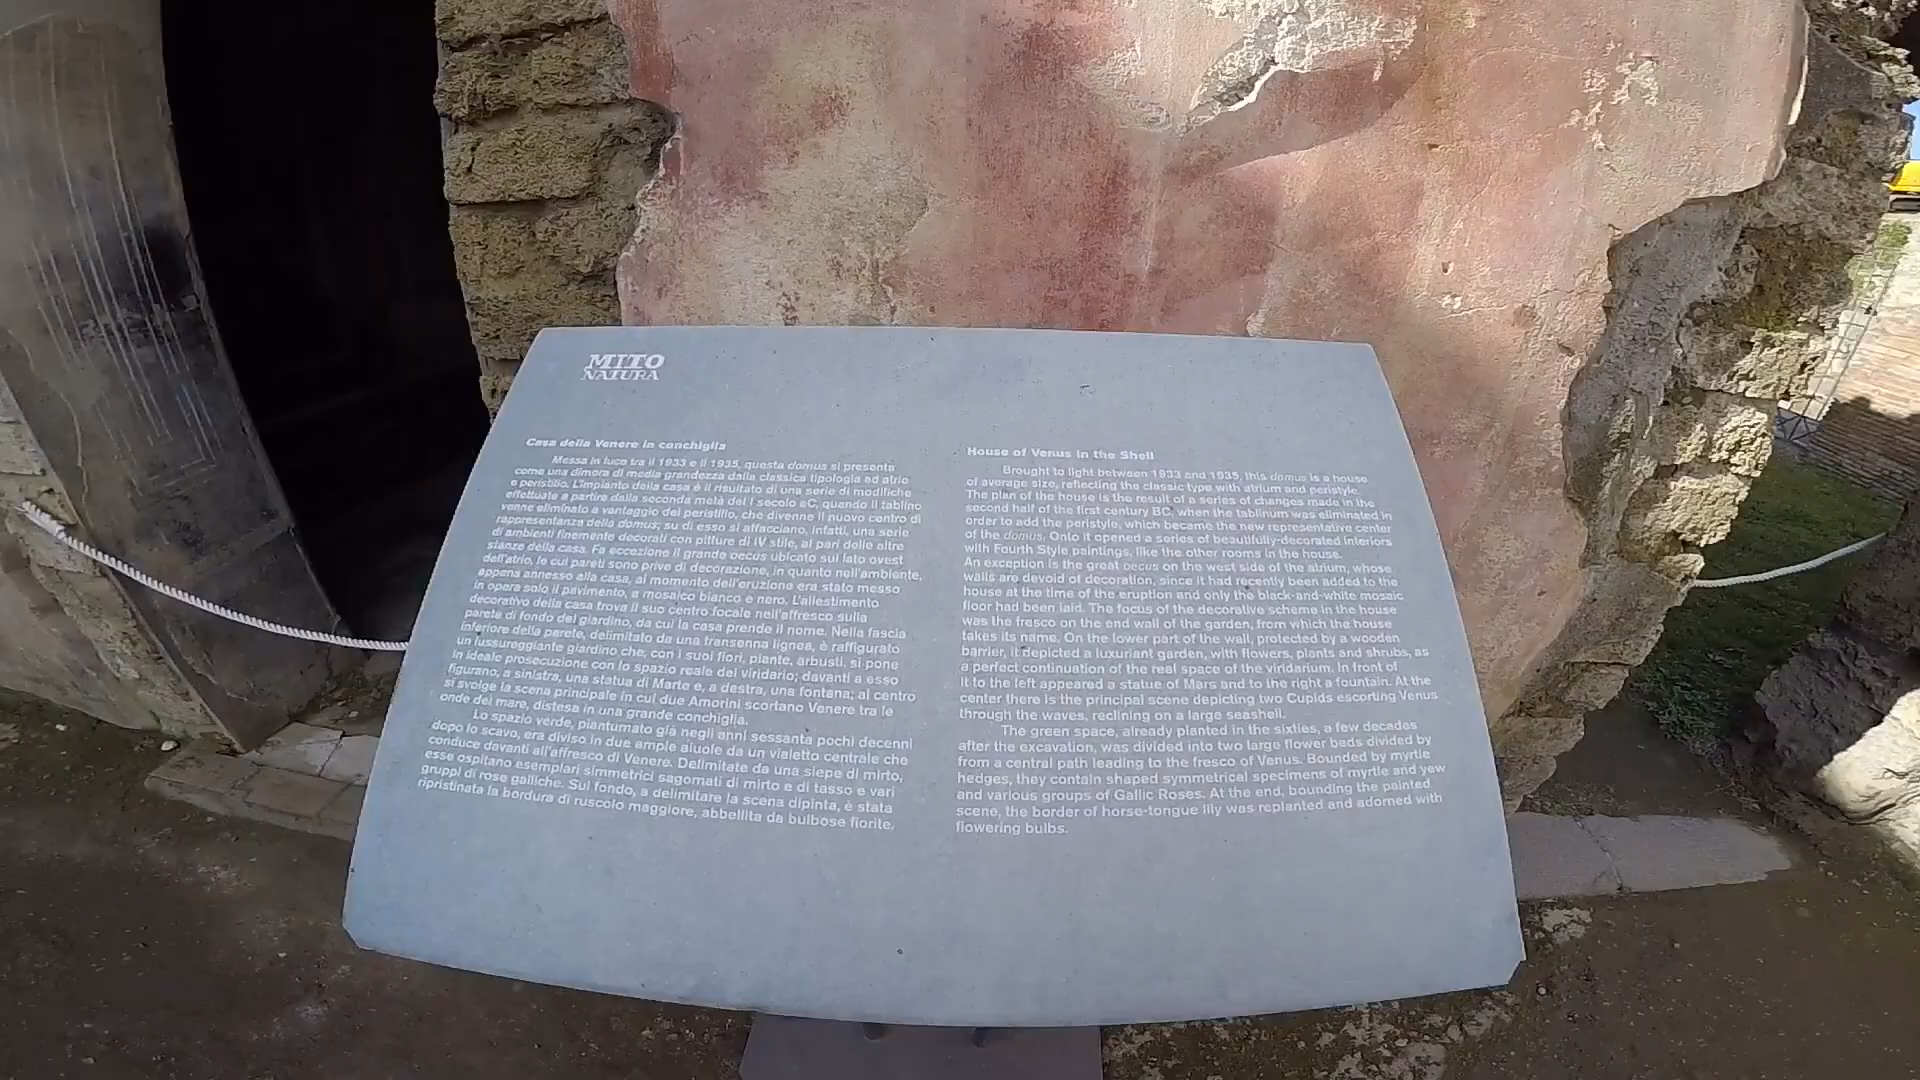 MITO
NATURA
Casa della Venere in conchiglia
Messa in luce tra il 1933 e il 1935, questa domus si presenta
come una dimora di media grandezza dalla classica tipologia ad atrio
e peristilio. L'impianto della casa è il risultato di una serie di modifiche
effettuate a partire dalla seconda metà del I secolo aC, quando il tablino
venne eliminato a vantaggio del peristilio, che divenne il nuovo centro di
rappresentanza della domus; su di esso si affacciano, infatti, una serie
di ambienti finemente decorati con pitture di IV stile, al pari delle altre
stanze della casa. Fa eccezione il grande oecus ubicato sul lato ovest
dell'atrio, le cui pareti sono prive di decorazione, in quanto nell'ambiente,
appena annesso alla casa, al momento dell'eruzione era stato messo
in opera solo il pavimento, a mosaico bianco e nero. L'allestimento
decorativo della casa trova il suo centro focale nell'affresco sulla
parete di fondo del giardino, da cui la casa prende il nome. Nella fascia
inferiore della parete, delimitato da una transenna lignea, è raffigurato
un lussureggiante giardino che, con i suoi fiori, piante, arbusti, si pone
in ideale prosecuzione con lo spazio reale del viridario; davanti a esso
figurano, a sinistra, una statua di Marte e, a destra, una fontana; al centro
si svolge la scena principale in cui due Amorini scortano Venere tra le
onde del mare, distesa in una grande conchiglia.
Lo spazio verde, piantumato già negli anni sessanta pochi decenni
dopo lo scavo, era diviso in due ampie aiuole da un vialetto centrale che
conduce davanti all'affresco di Venere. Delimitate da una siepe di mirto,
esse ospitano esemplari simmetrici sagomati di mirto e di tasso e vari
gruppi di rose galliche. Sul fondo, a delimitare la scena dipinta, è stata
ripristinata la bordura di ruscolo maggiore, abbellita da bulbose fiorite.
House of Venus in the Shell
Brought to light between 1933 and 1935, this domus is a house
of average size, reflecting the classic type with atrium and peristyle.
The plan of the house is the result of a series of changes made in the
second half of the first century BC, when the tablinum was eliminated in
order to add the peristyle, which became the new representative center
of the domus. Onto it opened a series of beautifully-decorated interiors
with Fourth Style paintings, like the other rooms in the house.
An exception is the great oecus on the west side of the atrium, whose
walls are devoid of decoration, since it had recently been added to the
house at the time of the eruption and only the black-and-white mosaic
floor had been laid. The focus of the decorative scheme in the house
was the fresco on the end wall of the garden, from which the house
takes its name. On the lower part of the wall, protected by a wooden
barrier, it depicted a luxuriant garden, with flowers, plants and shrubs, as
a perfect continuation of the real space of the viridarium. In front of
it to the left appeared a statue of Mars and to the right a fountain. At the
center there is the principal scene depicting two Cupids escorting Venus
through the waves, reclining on a large seashell.
The green space, already planted in the sixties, a few decades
after the excavation, was divided into two large flower beds divided by
from a central path leading to the fresco of Venus. Bounded by myrtle
hedges, they contain shaped symmetrical specimens of myrtle and yew
and various groups of Gallic Roses. At the end, bounding the painted
scene, the border of horse-tongue lily was replanted and adorned with
flowering bulbs.